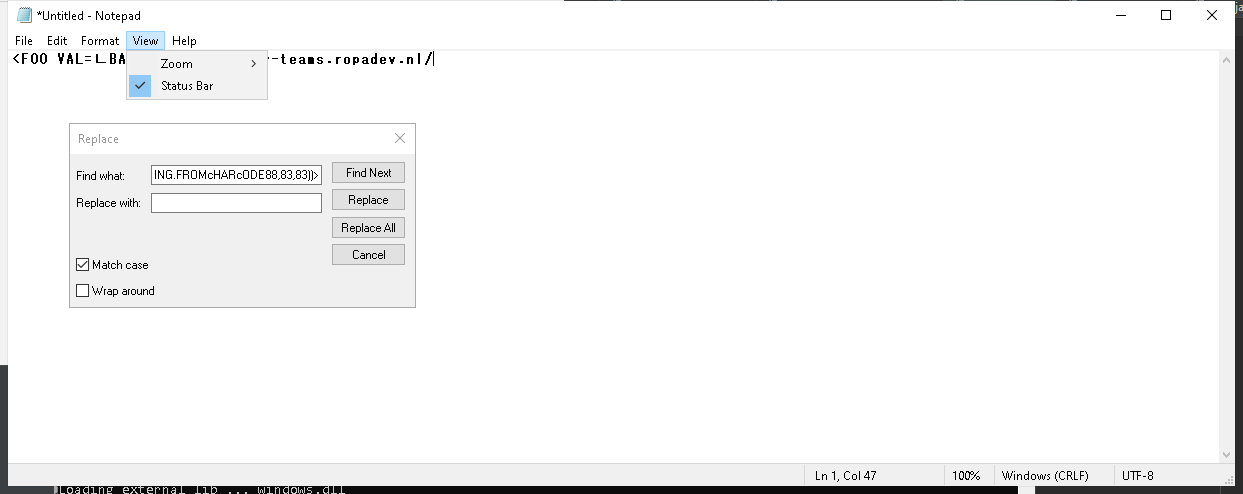 *Untitled - Notepad
File Edit Format View Help
<FOO VAL=
-teams.ropadev.nl/
Zoom
Status Bar
Replace
Find what: ING.FROMcHARcODE88,83,83))> Find Next
Replace with: Replace
Replace All
Cancel
Match case
Wrap around
Ln 1, Col 47 100% Windows (CRLF) UTF-8
Loading external lib ... windows.dll